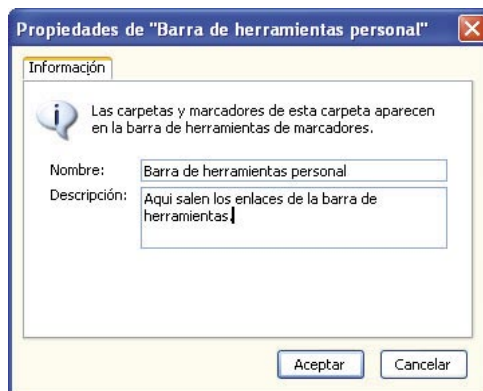 Propiedades de "Barra de herramientas personal"
Información
Las carpetas y marcadores de esta carpeta aparecen
en la barra de herramientas de marcadores.
Nombre: Barra de herramientas personal
Descripción: Aqui salen los enlaces de la barra de
herramientas.
Aceptar Cancelar